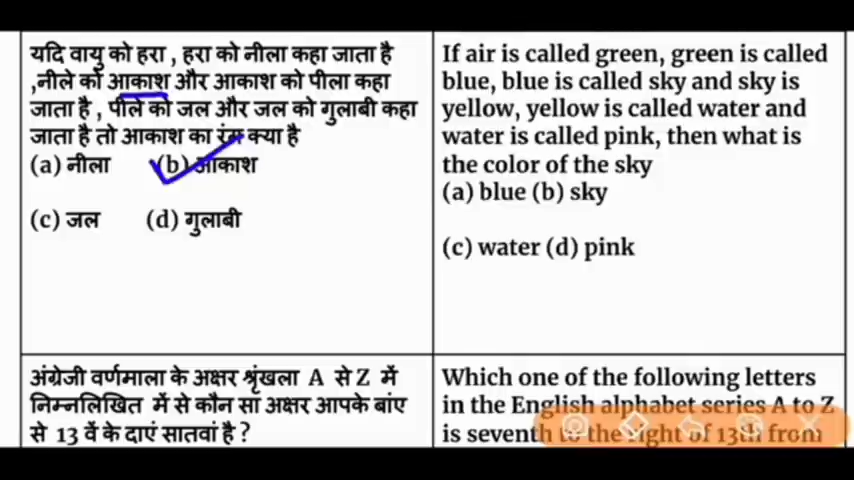 यदि वायु को हरा , हरा को नीला कहा जाता है
,नीले को आकाश और आकाश को पीला कहा
जाता है , पीले को जल और जल को गुलाबी कहा
जाता है तो आकाश का रंग क्या है
(a) नीला (b) आकाश
(c) जल (d) गुलाबी
If air is called green, green is called
blue, blue is called sky and sky is
yellow, yellow is called water and
water is called pink, then what is
the color of the sky
(a) blue (b) sky
(c) water (d) pink
अंग्रेजी वर्णमाला के अक्षर श्रृंखला A से Z में
निम्नलिखित में से कौन सा अक्षर आपके बांए
से 13 वें के दाएं सातवां है ?
Which one of the following letters
in the English alphabet series A to Z
is seventh to the right of 13th from